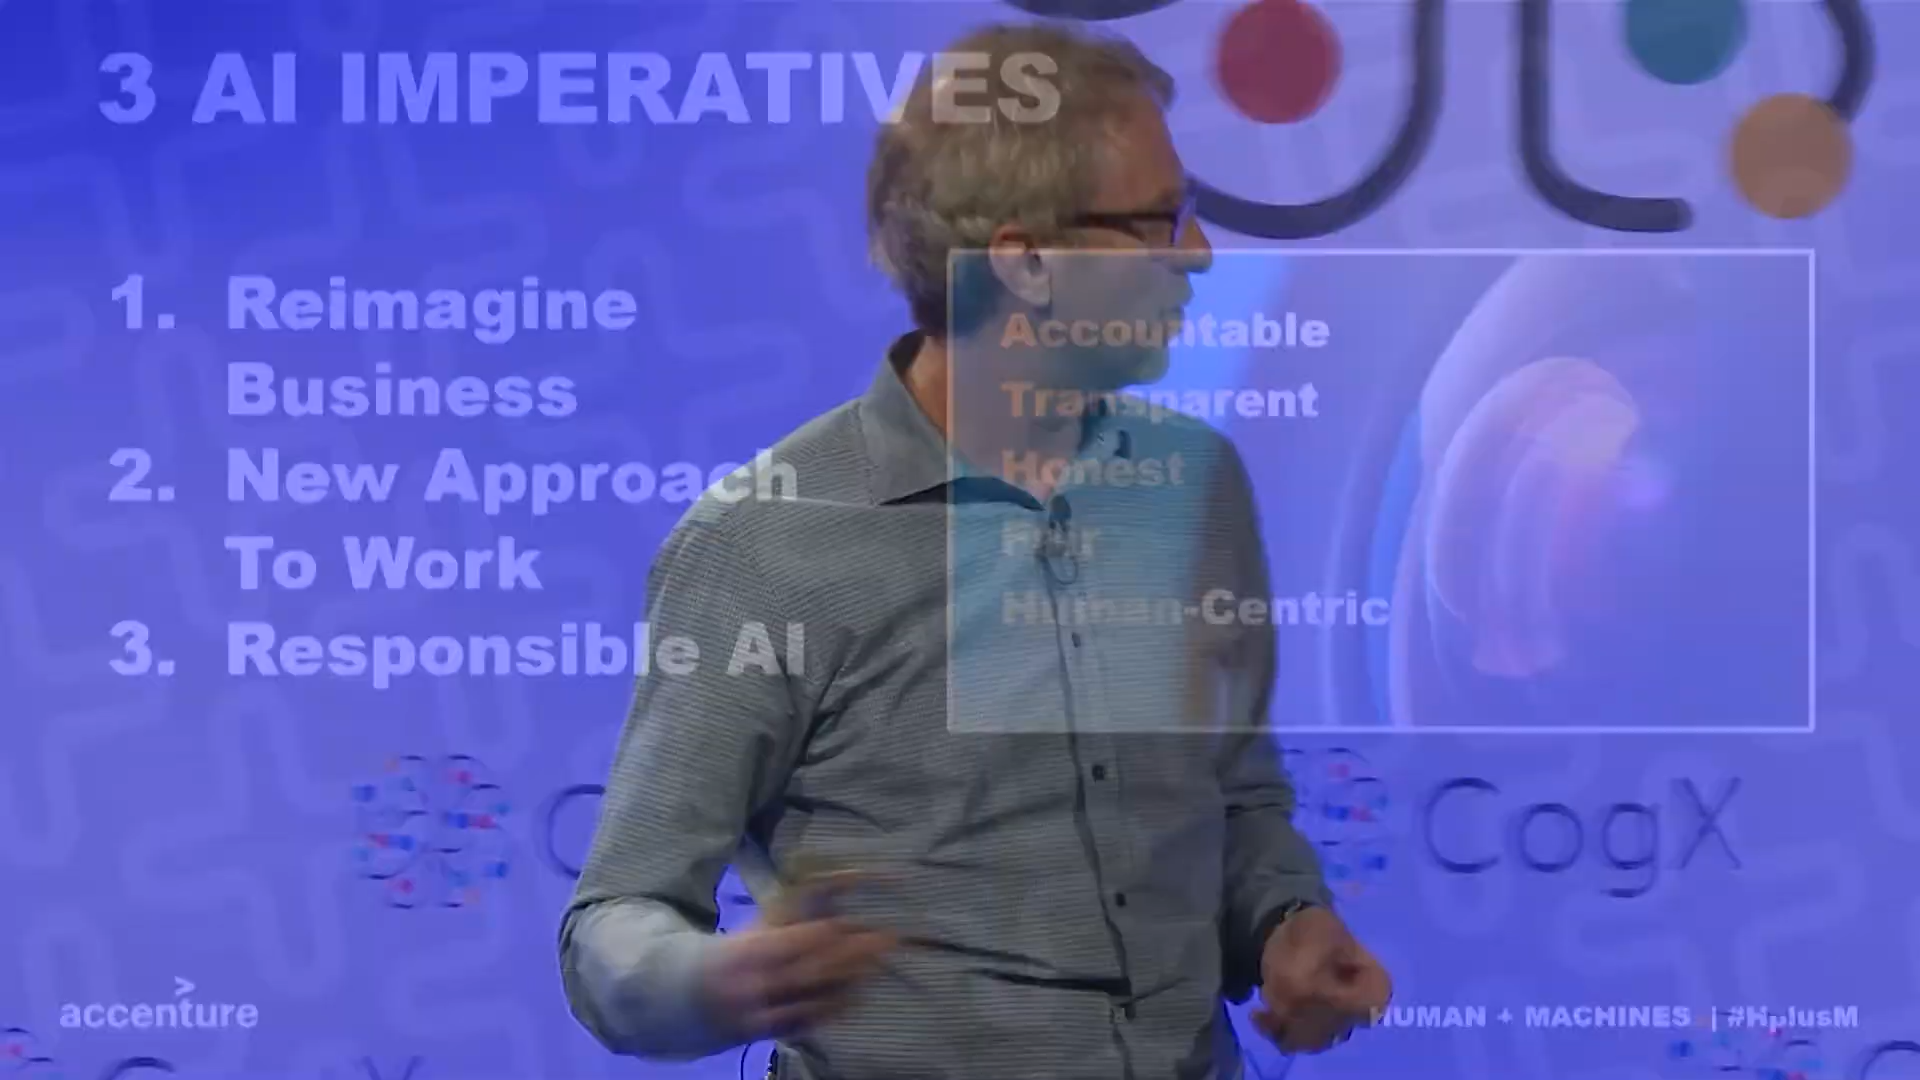 3 AI IMPERATIVES
1. Reimagine
Business
2. New Approach
To Work
3. Responsible AI
Accountable
Transparent
Honest
Fair
Human-Centric
CogX
accenture
HUMAN + MACHINES | #HplusM